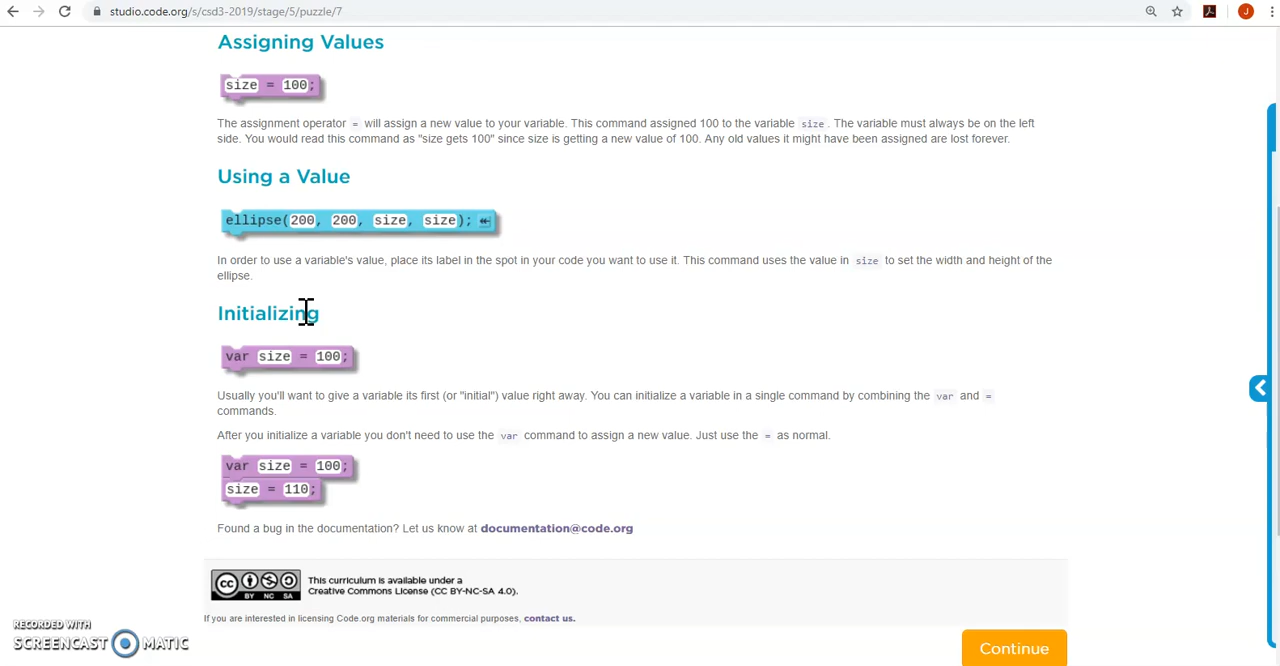 studio.code.org/s/csd3-2019/stage/5/puzzle/7
J
Assigning Values
size = 100;
The assignment operator = will assign a new value to your variable. This command assigned 100 to the variable size. The variable must always be on the left
side. You would read this command as "size gets 100" since size is getting a new value of 100. Any old values it might have been assigned are lost forever.
Using a Value
ellipse(200, 200, size, size);
In order to use a variable's value, place its label in the spot in your code you want to use it. This command uses the value in size to set the width and height of the
ellipse.
Initializing
var size = 100;
Usually you'll want to give a variable its first (or "initial") value right away. You can initialize a variable in a single command by combining the var and =
commands.
After you initialize a variable you don't need to use the var command to assign a new value. Just use the = as normal.
var size = 100;
size = 110;
Found a bug in the documentation? Let us know at documentation@code.org
cc BY NC SA
This curriculum is available under a
Creative Commons License (CC BY-NC-SA 4.0).
If you are interested in licensing Code.org materials for commercial purposes, contact us.
RECORDED WITH
SCREENCAST MATIC
Continue